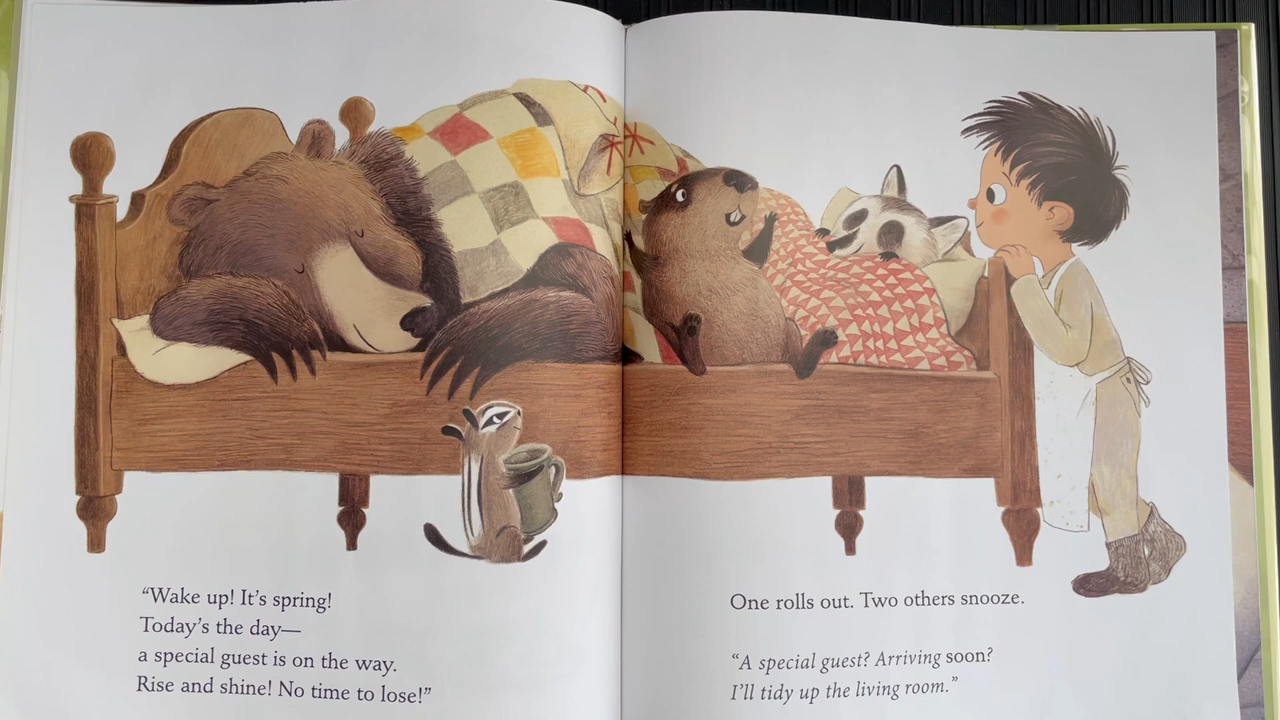 “Wake up! It’s spring!
Today’s the day—
a special guest is on the way.
Rise and shine! No time to lose!”
One rolls out. Two others snooze.
“A special guest? Arriving soon?
I’ll tidy up the living room.”